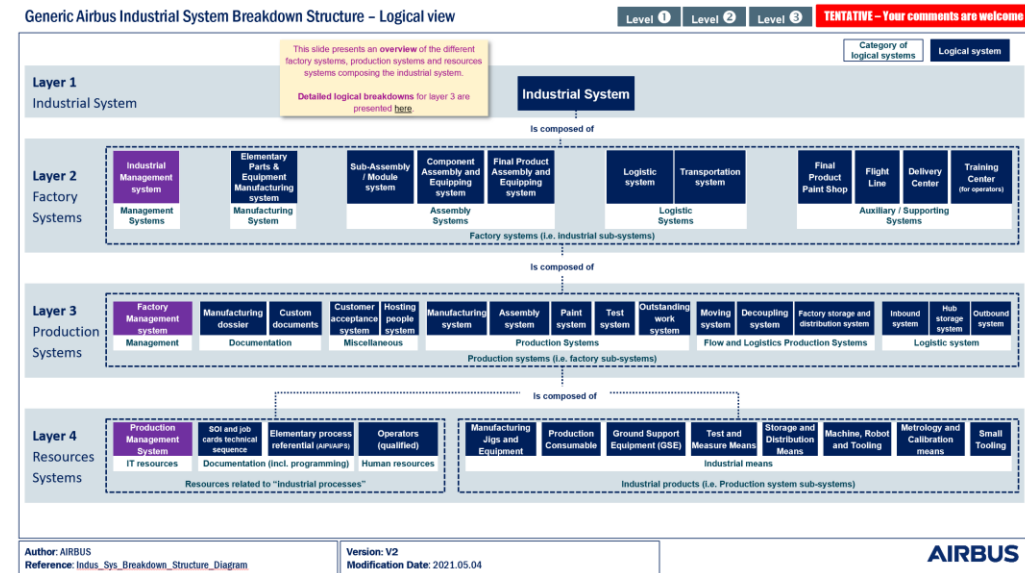 Generic Airbus Industrial System Breakdown Structure – Logical view
Level ❶
Level ❷
Level ❸
TENTATIVE – Your comments are welcome
This slide presents an overview of the different
factory systems, production systems and resources
systems composing the industrial system.
Detailed logical breakdowns for layer 3 are
presented here.
Category of
logical systems
Logical system
Layer 1
Industrial System
Industrial System
Is composed of
Layer 2
Factory
Systems
Industrial
Management
system
Management
Systems
Elementary
Parts &
Equipment
Manufacturing
system
Manufacturing
System
Sub-Assembly
/ Module
system
Component
Assembly and
Equipping
system
Final Product
Assembly and
Equipping
system
Assembly
Systems
Logistic
system
Transportation
system
Logistic
Systems
Final
Product
Paint Shop
Flight
Line
Delivery
Center
Training
Center
(for operators)
Auxiliary / Supporting
Systems
Factory systems (i.e. Industrial sub-systems)
Is composed of
Layer 3
Production
Systems
Factory
Management
system
Management
Manufacturing
dossier
Custom
documents
Documentation
Customer
acceptance
system
Hosting
people
system
Miscellaneous
Manufacturing
system
Assembly
system
Paint
system
Test
system
Outstanding
work
system
Production Systems
Moving
system
Decoupling
system
Factory storage and
distribution system
Flow and Logistics Production Systems
Inbound
system
Hub
storage
system
Outbound
system
Logistic system
Production systems (i.e. factory sub-systems)
Is composed of
Layer 4
Resources
Systems
Production
Management
System
IT resources
SOI and job
cards technical
sequence
Elementary process
referential (AIPI/AIPS)
Documentation (incl. programming)
Operators
(qualified)
Human resources
Resources related to “industrial processes”
Manufacturing
Jigs and
Equipment
Production
Consumable
Ground Support
Equipment (GSE)
Test and
Measure Means
Storage and
Distribution
Means
Machine, Robot
and Tooling
Metrology and
Calibration
means
Small
Tooling
Industrial means
Industrial products (i.e. Production system sub-systems)
Author: AIRBUS
Reference: Indus_Sys_Breakdown_Structure_Diagram
Version: V2
Modification Date: 2021.05.04
AIRBUS